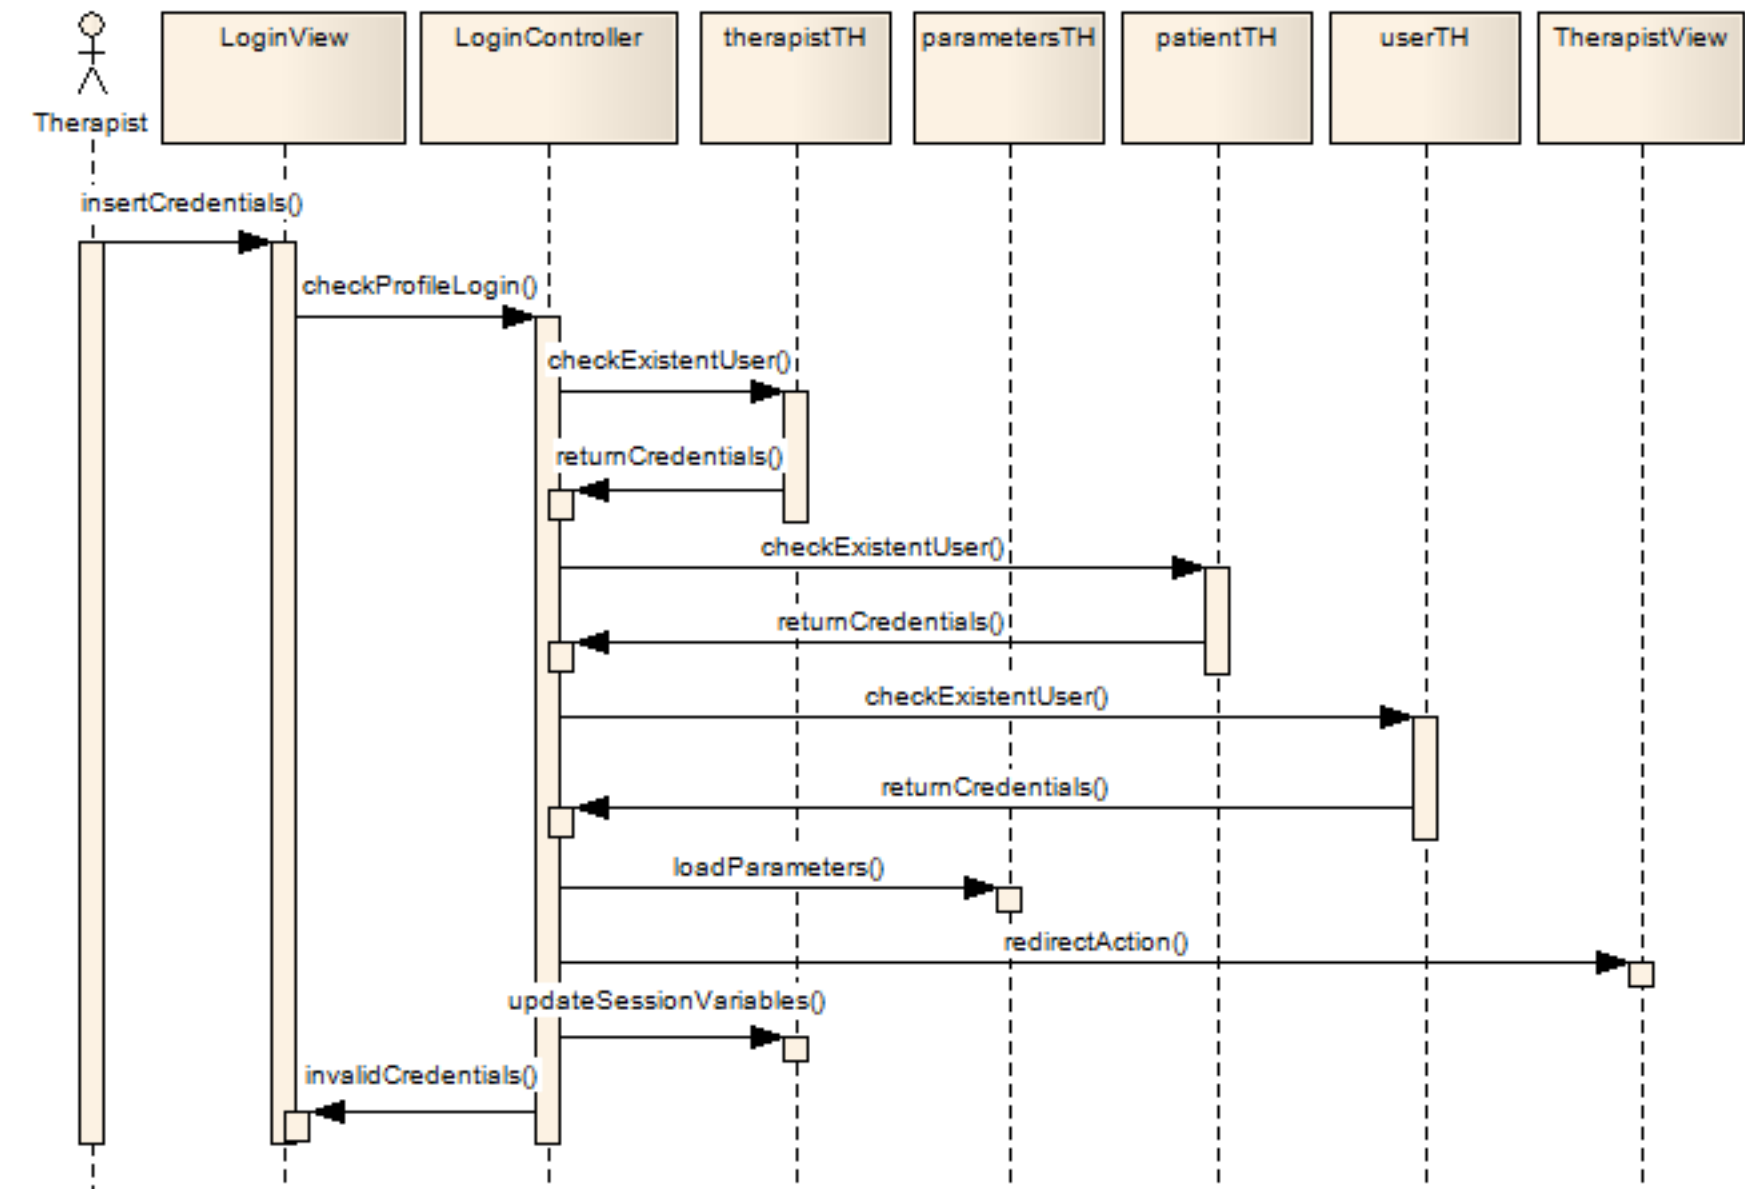 LoginView
LoginController
therapistTH
parametersTH
patientTH
userTH
TherapistView
Therapist
insertCredentials()
checkProfileLogin()
checkExistentUser()
returnCredentials()
checkExistentUser()
returnCredentials()
checkExistentUser()
returnCredentials()
loadParameters()
redirectAction()
updateSessionVariables()
invalidCredentials()